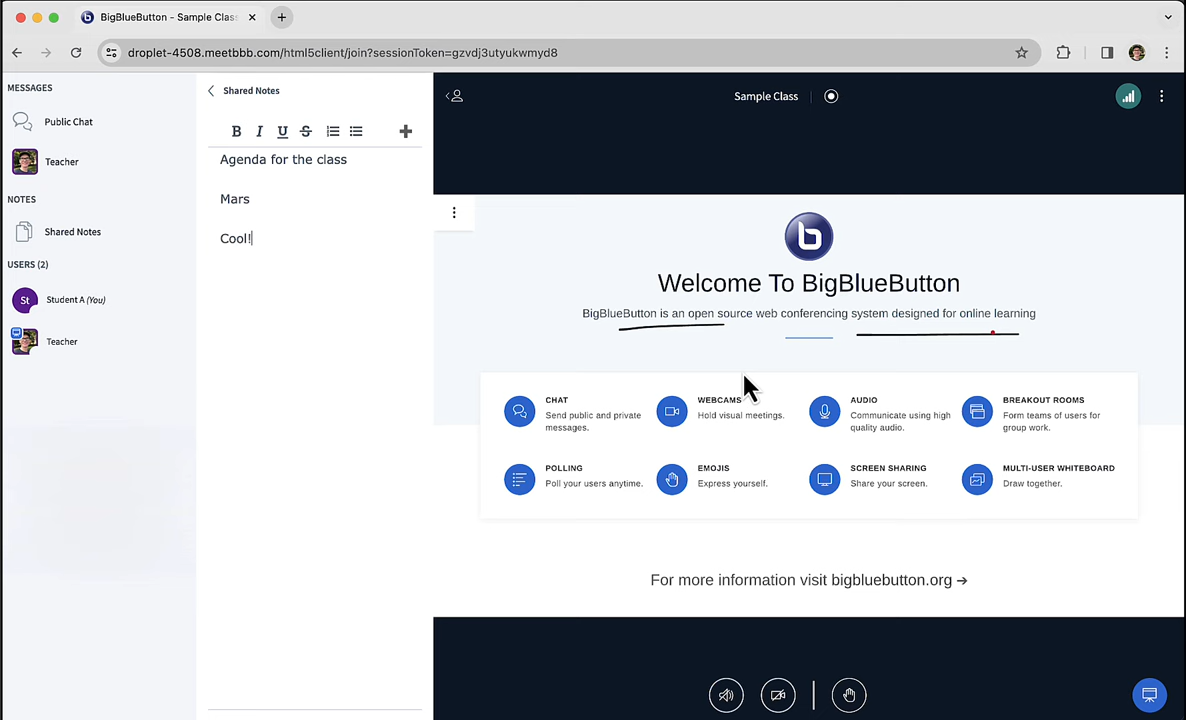 BigBlueButton - Sample Clas
droplet-4508.meetbbb.com/html5client/join?sessionToken=gzvdj3utyukwmyd8
MESSAGES
Public Chat
Teacher
NOTES
Shared Notes
USERS (2)
St
Student A (You)
Teacher
Shared Notes
B I U S
Agenda for the class
Mars
Cool!
Sample Class
b
Welcome To BigBlueButton
BigBlueButton is an open source web conferencing system designed for online learning
CHAT
Send public and private
messages.
WEBCAMS
Hold visual meetings.
AUDIO
Communicate using high
quality audio.
BREAKOUT ROOMS
Form teams of users for
group work.
POLLING
Poll your users anytime.
EMOJIS
Express yourself.
SCREEN SHARING
Share your screen.
MULTI-USER WHITEBOARD
Draw together.
For more information visit bigbluebutton.org →